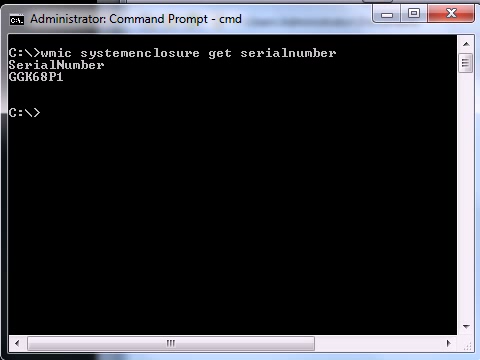 Administrator: Command Prompt - cmd
C:\>wmic systemenclosure get serialnumber
SerialNumber
GGK68P1
C:\>